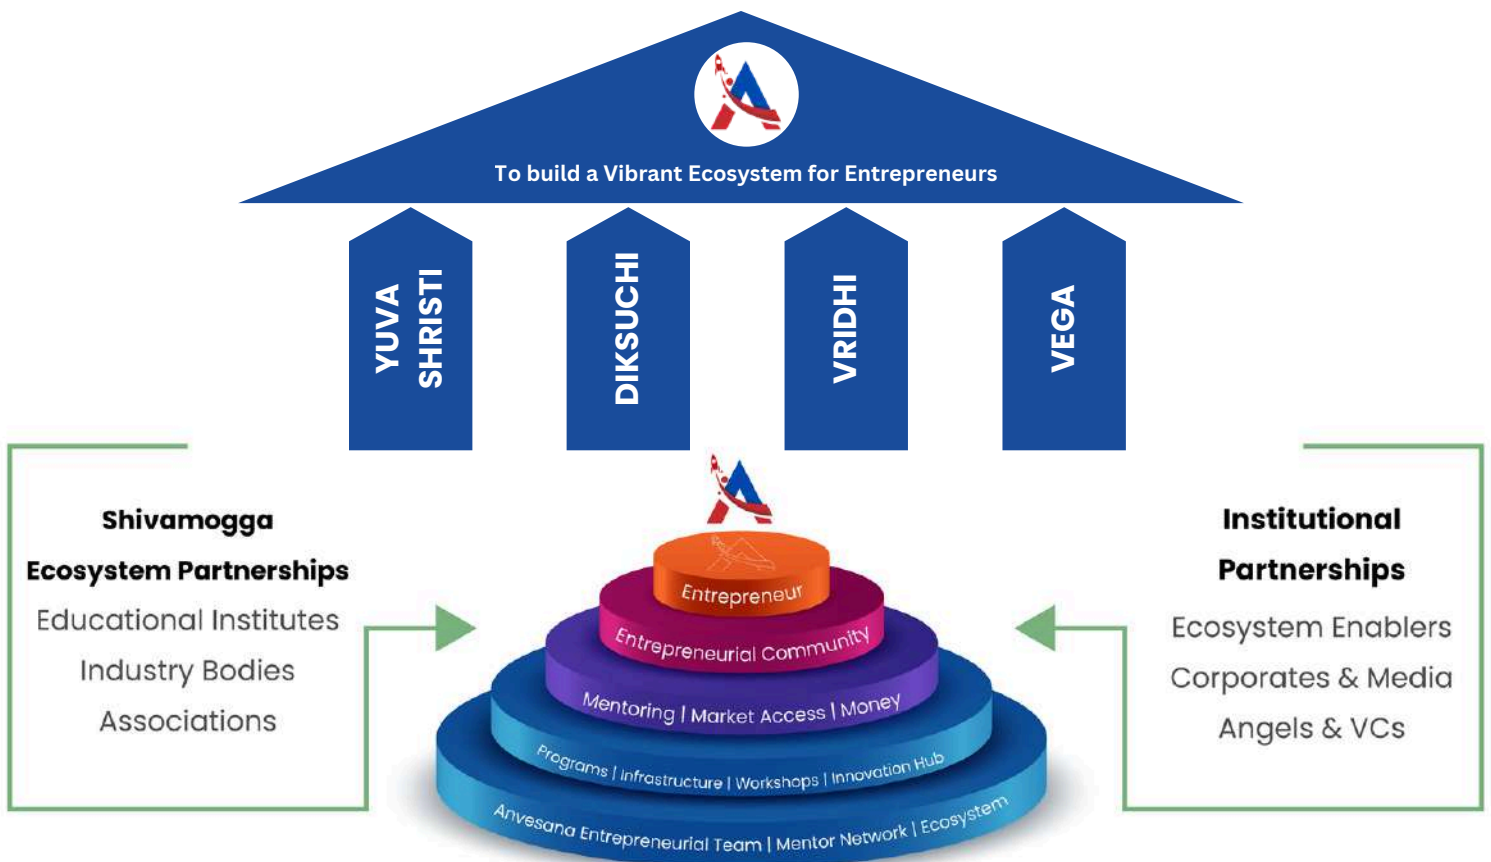 To build a Vibrant Ecosystem for Entrepreneurs
YUVA
SHRISTI
DIKSUCHI
VRIDHI
VEGA
Shivamogga
Ecosystem Partnerships
Educational Institutes
Industry Bodies
Associations
Entrepreneur
Entrepreneurial Community
Mentoring | Market Access | Money
Programs | Infrastructure | Workshops | Innovation Hub
Anvesana Entrepreneurial Team | Mentor Network | Ecosystem
Institutional
Partnerships
Ecosystem Enablers
Corporates & Media
Angels & VCs